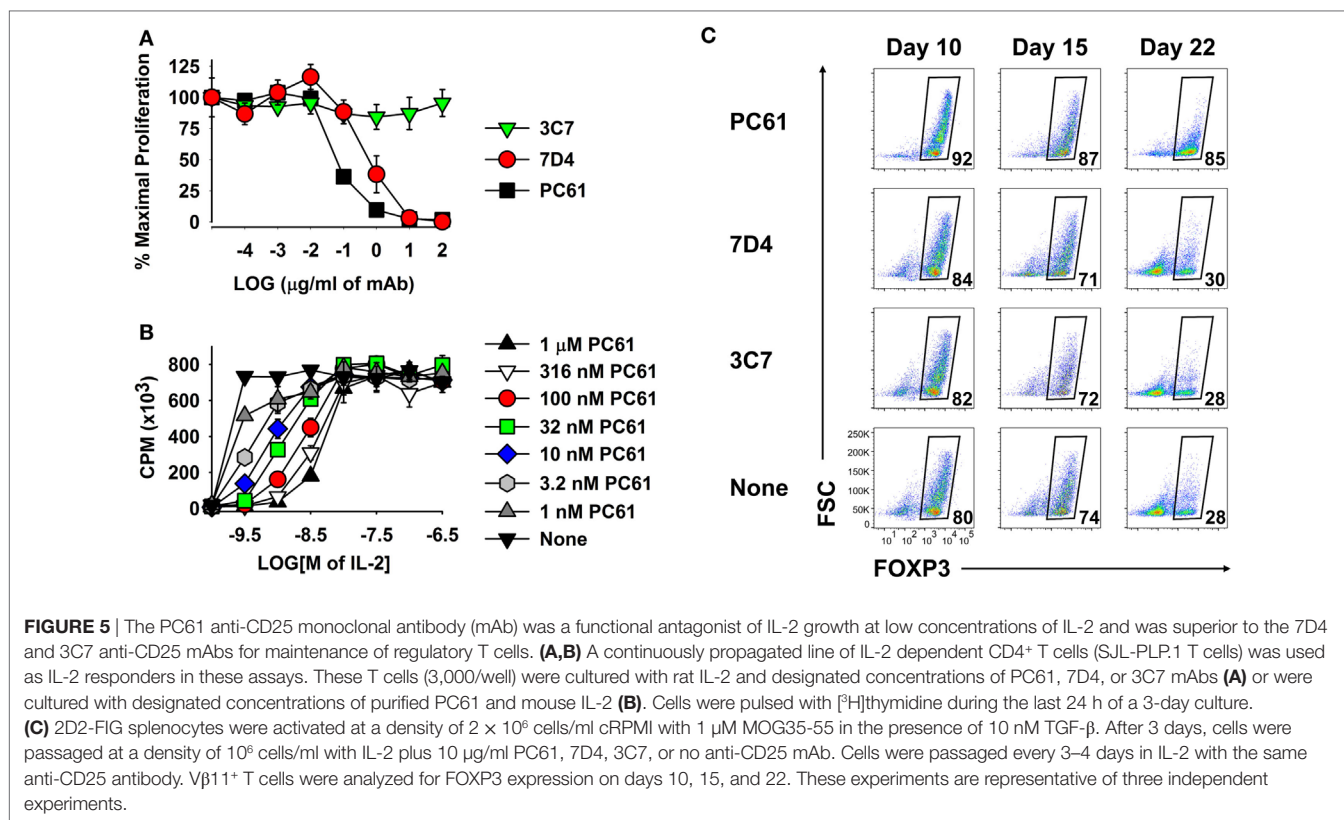 A
125
100
75
50
25
0
% Maximal Proliferation
-4 -3 -2 -1 0 1 2
LOG (μg/ml of mAb)
3C7
7D4
PC61
B
800
600
400
200
0
CPM (x10³)
-9.5 -8.5 -7.5 -6.5
LOG[M of IL-2]
1 μM PC61
316 nM PC61
100 nM PC61
32 nM PC61
10 nM PC61
3.2 nM PC61
1 nM PC61
None
C
Day 10 Day 15 Day 22
PC61
92 87 85
7D4
84 71 30
3C7
82 72 28
None
250K
200K
150K
100K
50K
0
80 74 28
10¹ 10² 10³ 10⁴ 10⁵
FSC
FOXP3
FIGURE 5 | The PC61 anti-CD25 monoclonal antibody (mAb) was a functional antagonist of IL-2 growth at low concentrations of IL-2 and was superior to the 7D4
and 3C7 anti-CD25 mAbs for maintenance of regulatory T cells. (A,B) A continuously propagated line of IL-2 dependent CD4⁺ T cells (SJL-PLP.1 T cells) was used
as IL-2 responders in these assays. These T cells (3,000/well) were cultured with rat IL-2 and designated concentrations of PC61, 7D4, or 3C7 mAbs (A) or were
cultured with designated concentrations of purified PC61 and mouse IL-2 (B). Cells were pulsed with [³H]thymidine during the last 24 h of a 3-day culture.
(C) 2D2-FIG splenocytes were activated at a density of 2 × 10⁶ cells/ml cRPMI with 1 μM MOG35-55 in the presence of 10 nM TGF-β. After 3 days, cells were
passaged at a density of 10⁶ cells/ml with IL-2 plus 10 μg/ml PC61, 7D4, 3C7, or no anti-CD25 mAb. Cells were passaged every 3–4 days in IL-2 with the same
anti-CD25 antibody. Vβ11⁺ T cells were analyzed for FOXP3 expression on days 10, 15, and 22. These experiments are representative of three independent
experiments.